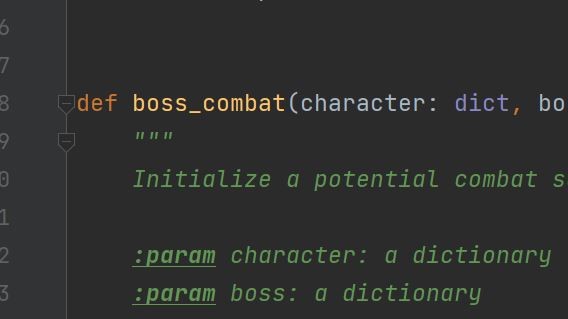 6
7
8 def boss_combat(character: dict, bo
9 """
0 Initialize a potential combat s
1
2 :param character: a dictionary
3 :param boss: a dictionary